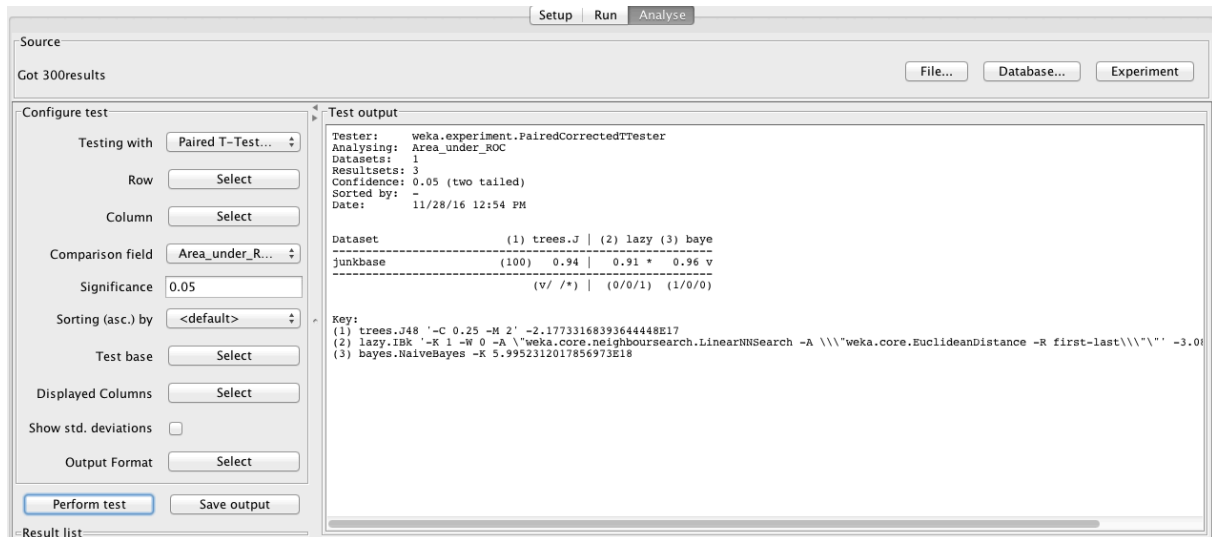 Setup Run Analyse
Source
Got 300results
File... Database... Experiment
Configure test
Testing with Paired T-Test...
Row Select
Column Select
Comparison field Area_under_R...
Significance 0.05
Sorting (asc.) by <default>
Test base Select
Displayed Columns Select
Show std. deviations
Output Format Select
Perform test Save output
Result list
Test output
Tester: weka.experiment.PairedCorrectedTTester
Analysing: Area_under_ROC
Datasets: 1
Resultsets: 3
Confidence: 0.05 (two tailed)
Sorted by: -
Date: 11/28/16 12:54 PM
Dataset (1) trees.J | (2) lazy (3) baye
----------------------------------------------------------------
junkbase (100) 0.94 | 0.91 * 0.96 v
----------------------------------------------------------------
(v/ /*) | (0/0/1) (1/0/0)
Key:
(1) trees.J48 '-C 0.25 -M 2' -2.17733168393644448E17
(2) lazy.IBk '-K 1 -W 0 -A \"weka.core.neighboursearch.LinearNNSearch -A \\\"weka.core.EuclideanDistance -R first-last\\\"\"' -3.08
(3) bayes.NaiveBayes -K 5.9952312017856973E18